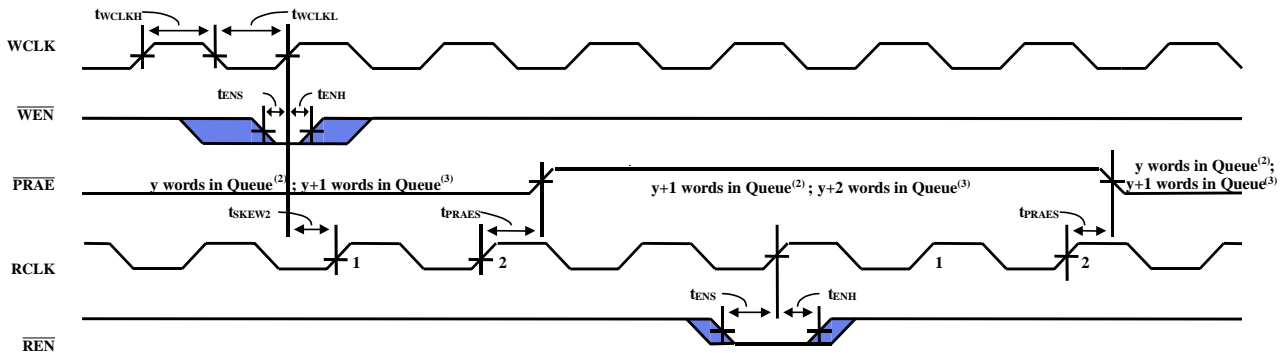 tWCLKH tWCLKL
WCLK
tENS tENH
WEN
PRAE
y words in Queue(2) ; y+1 words in Queue(3)
y+1 words in Queue(2) ; y+2 words in Queue(3)
y words in Queue(2);
y+1 words in Queue(3)
tSKEW2 tPRAES tPRAES
RCLK
1 2 1 2
tENS tENH
REN